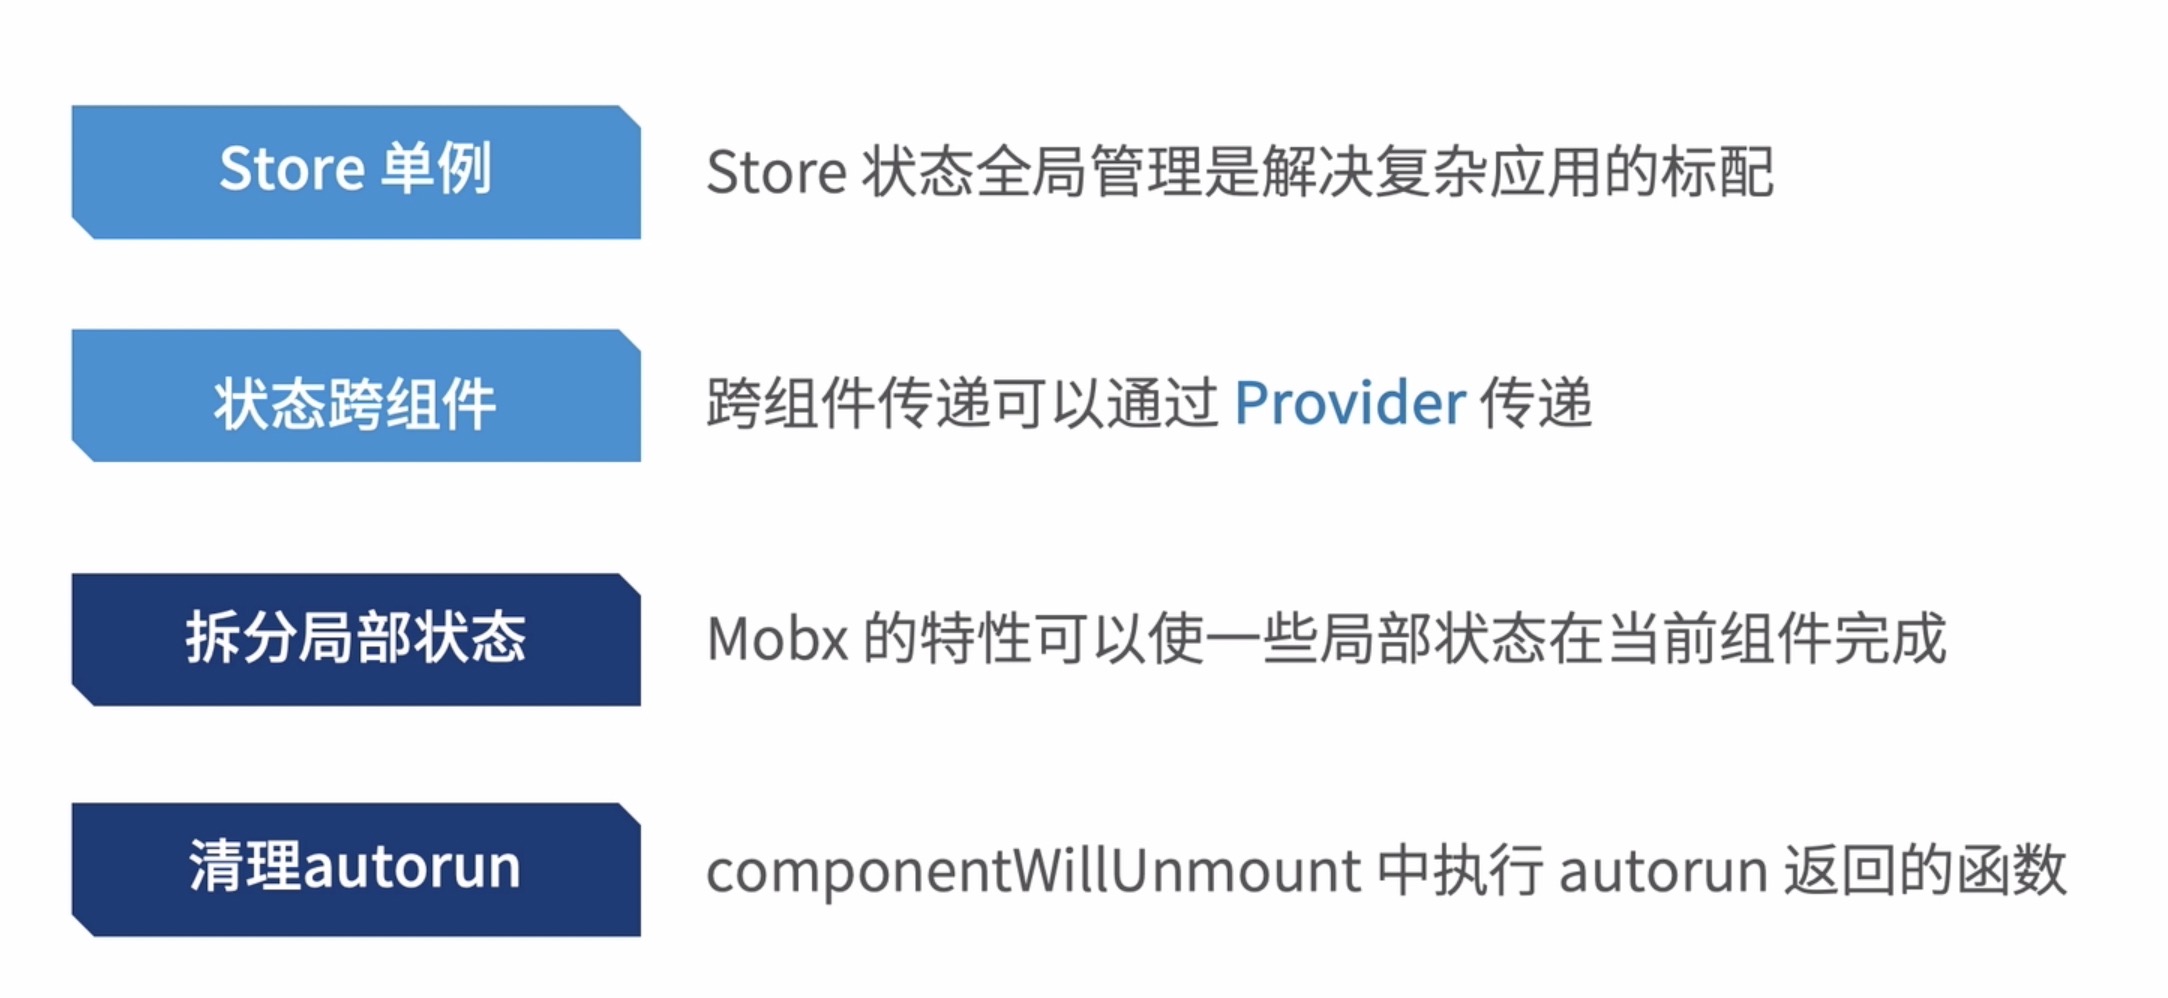 Store 单例
Store 状态全局管理是解决复杂应用的标配
状态跨组件
跨组件传递可以通过 Provider 传递
拆分局部状态
Mobx 的特性可以使一些局部状态在当前组件完成
清理autorun
componentWillUnmount 中执行 autorun 返回的函数